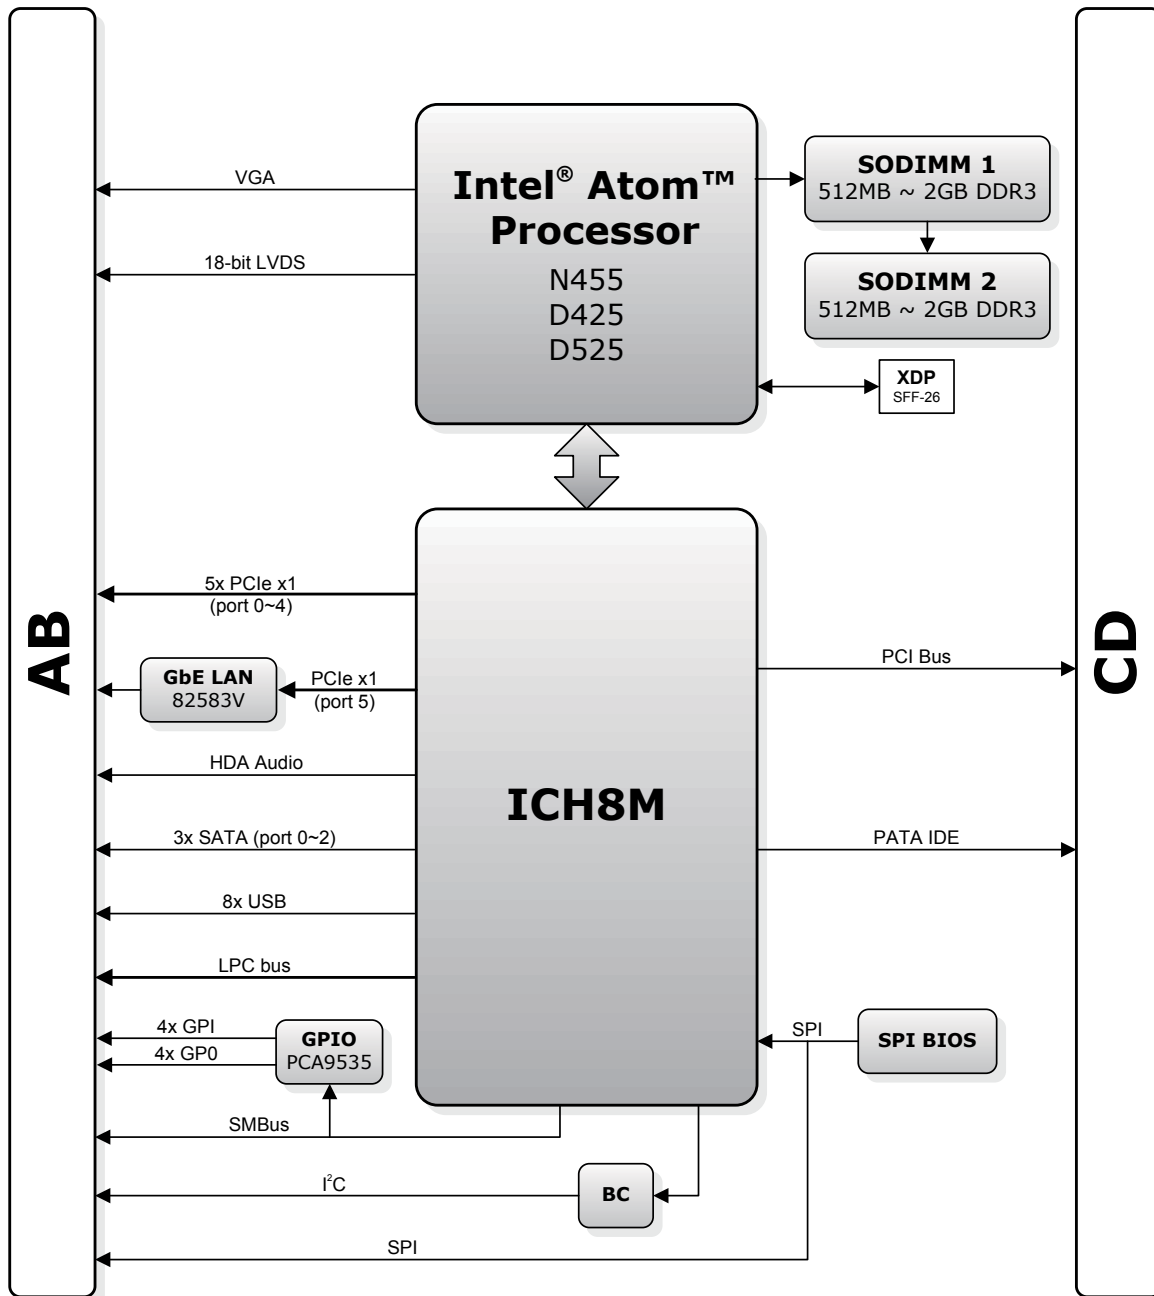 AB
VGA
18-bit LVDS
Intel® Atom™
Processor
N455
D425
D525
SODIMM 1
512MB ~ 2GB DDR3
SODIMM 2
512MB ~ 2GB DDR3
XDP
SFF-26
5x PCIe x1
(port 0~4)
GbE LAN
82583V
PCIe x1
(port 5)
HDA Audio
3x SATA (port 0~2)
8x USB
LPC bus
4x GPI
4x GP0
GPIO
PCA9535
SMBus
I²C
SPI
ICH8M
BC
PCI Bus
PATA IDE
SPI
SPI BIOS
CD